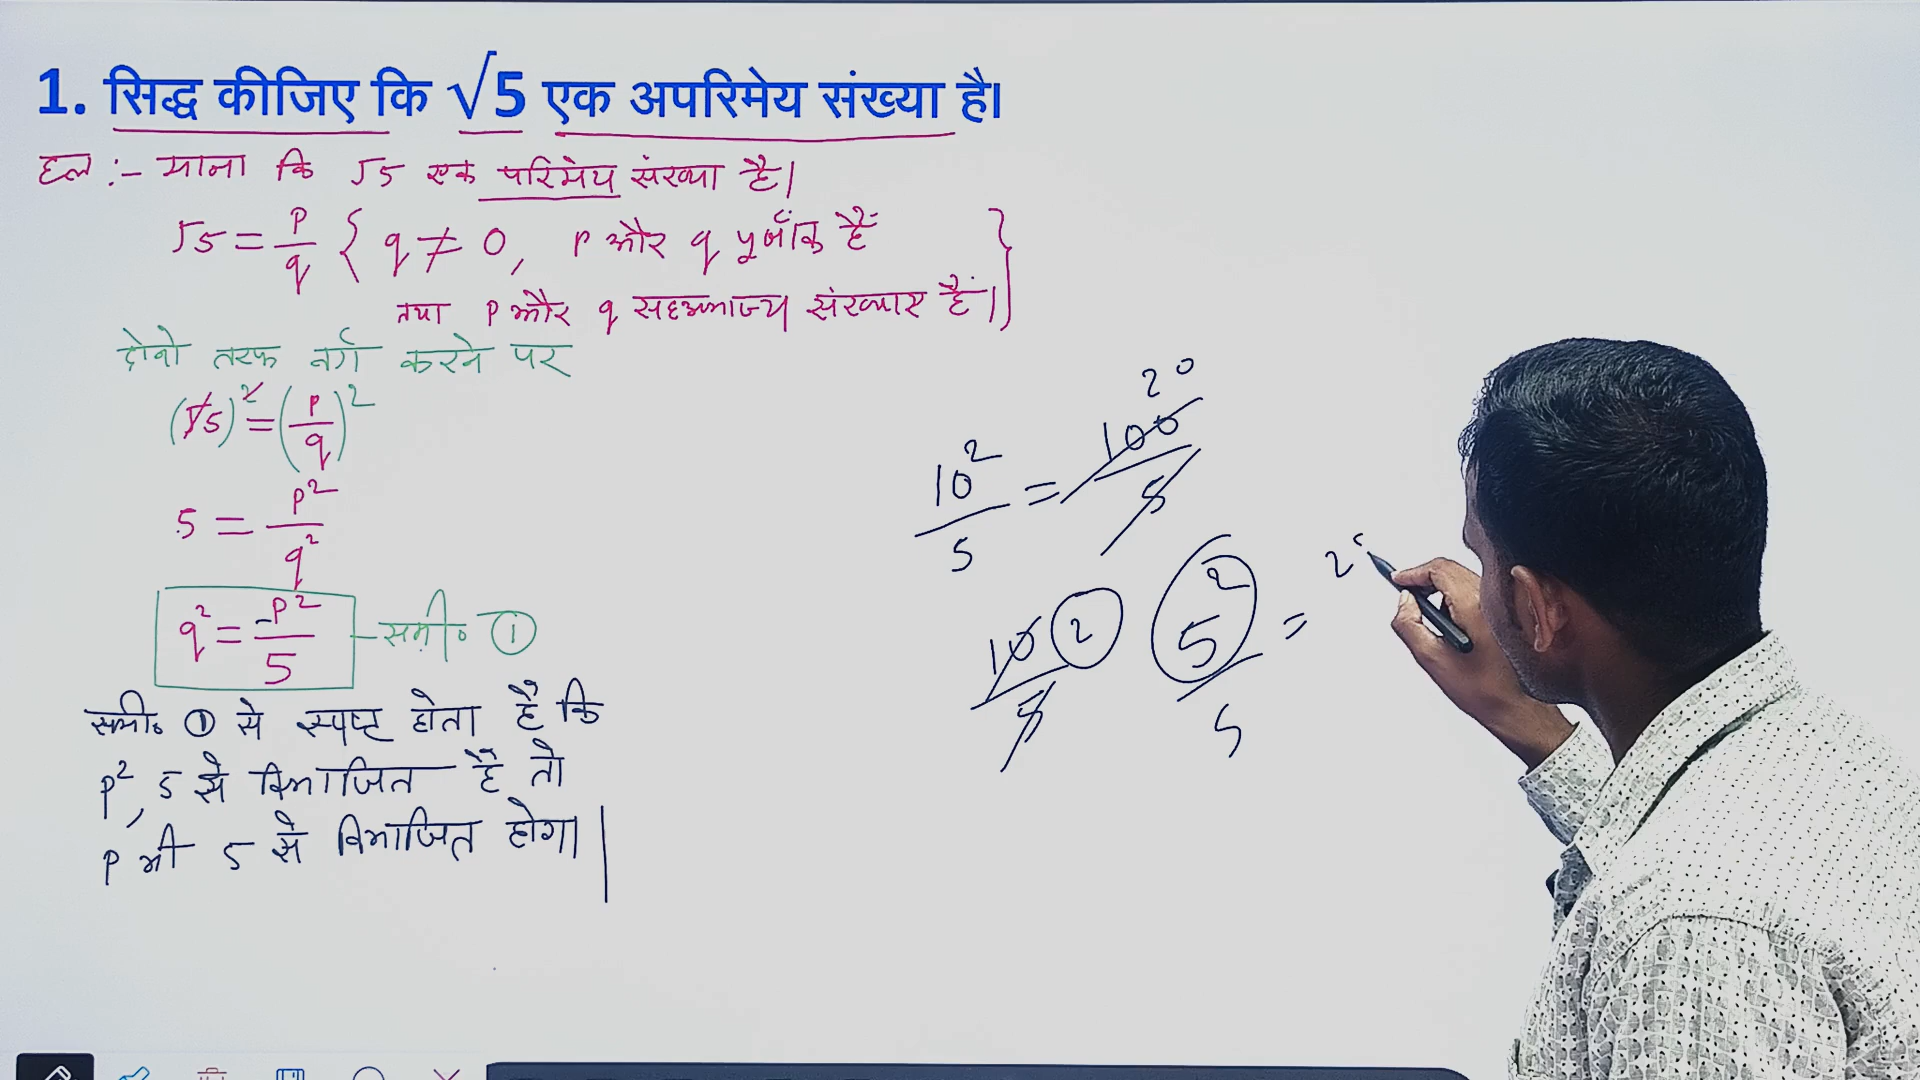 1. सिद्ध कीजिए कि √5 एक अपरिमेय संख्या है।
हल :- माना कि √5 एक परिमेय संख्या है।
√5 = p/q { q ≠ 0, p और q पूर्णांक हैं
तथा p और q सहअभाज्य संख्याए हैं। }
दोनो तरफ वर्ग करने पर
(√5)² = (p/q)²
5 = p²/q²
q² = p²/5 - समी० ①
समी० ① से स्पष्ट होता है कि
p², 5 से विभाजित है तो
p भी 5 से विभाजित होगा।
10²/5 = 100/5 20
10/5 2
5²/5 = 2